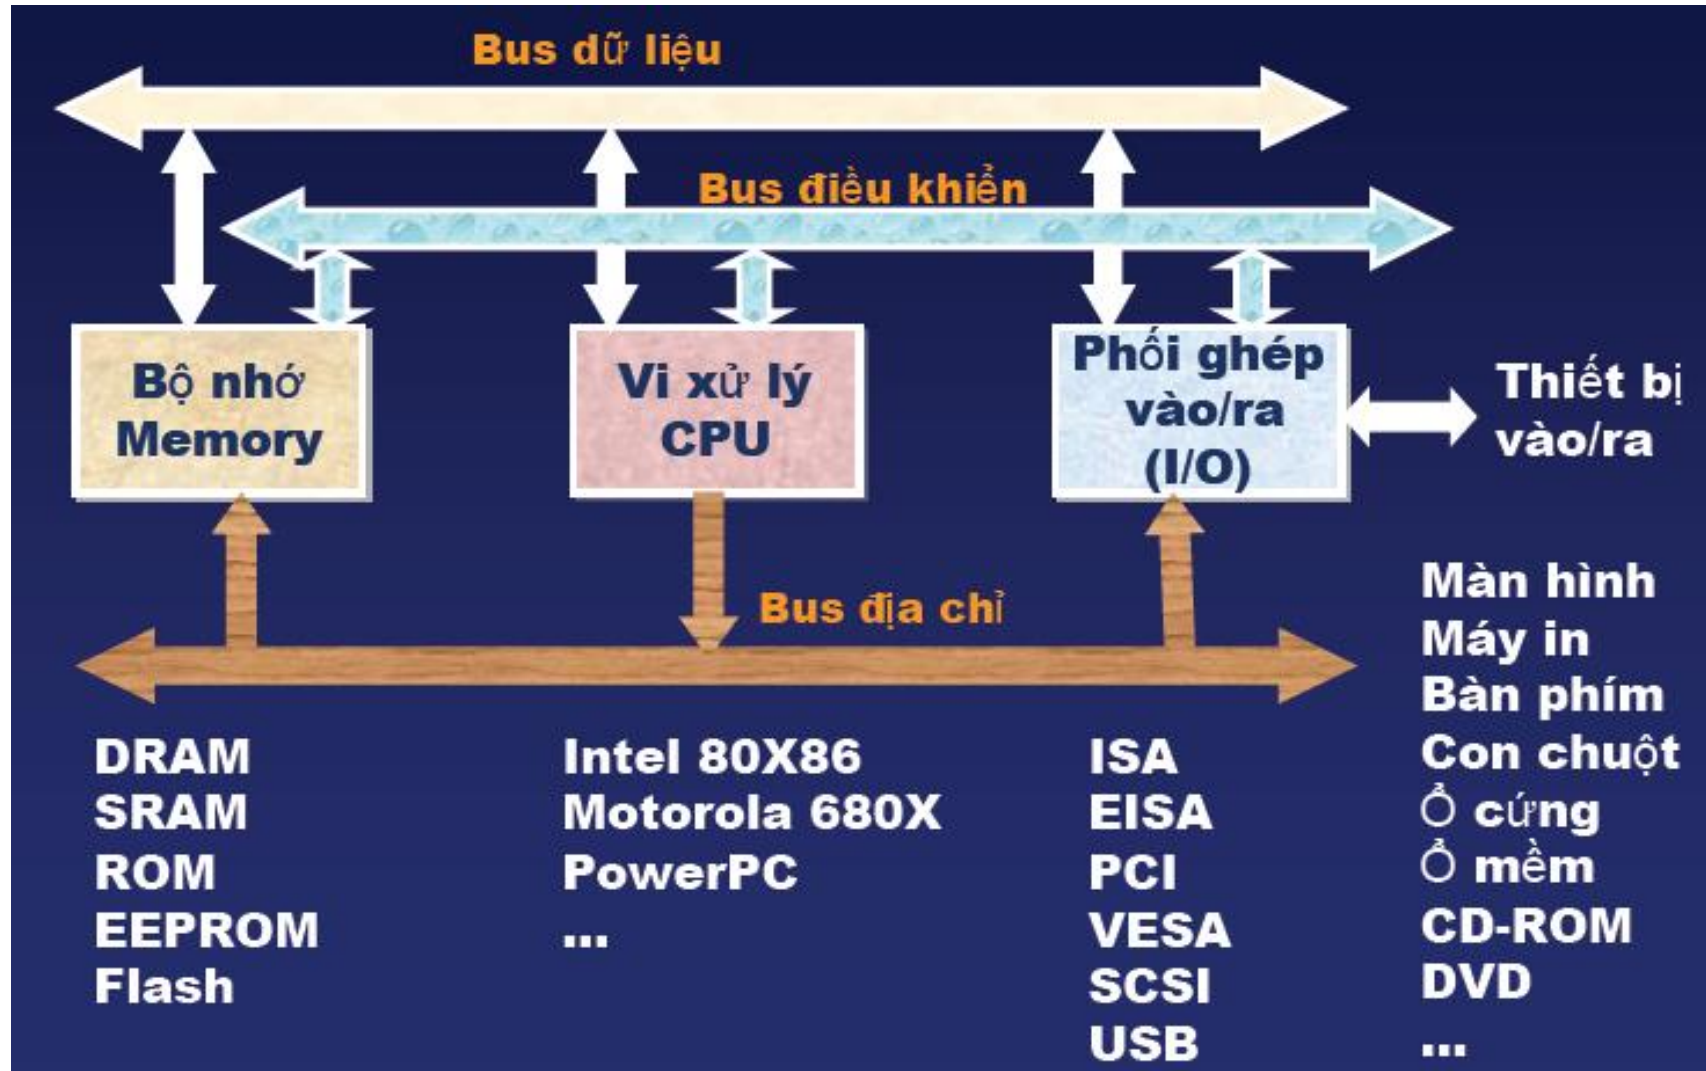 Bus dữ liệu
Bus điều khiển
Bộ nhớ
Memory
Vi xử lý
CPU
Phối ghép
vào/ra
(I/O)
Thiết bị
vào/ra
Bus địa chỉ
DRAM
SRAM
ROM
EEPROM
Flash
Intel 80X86
Motorola 680X
PowerPC
...
ISA
EISA
PCI
VESA
SCSI
USB
Màn hình
Máy in
Bàn phím
Con chuột
Ổ cứng
Ổ mềm
CD-ROM
DVD
...